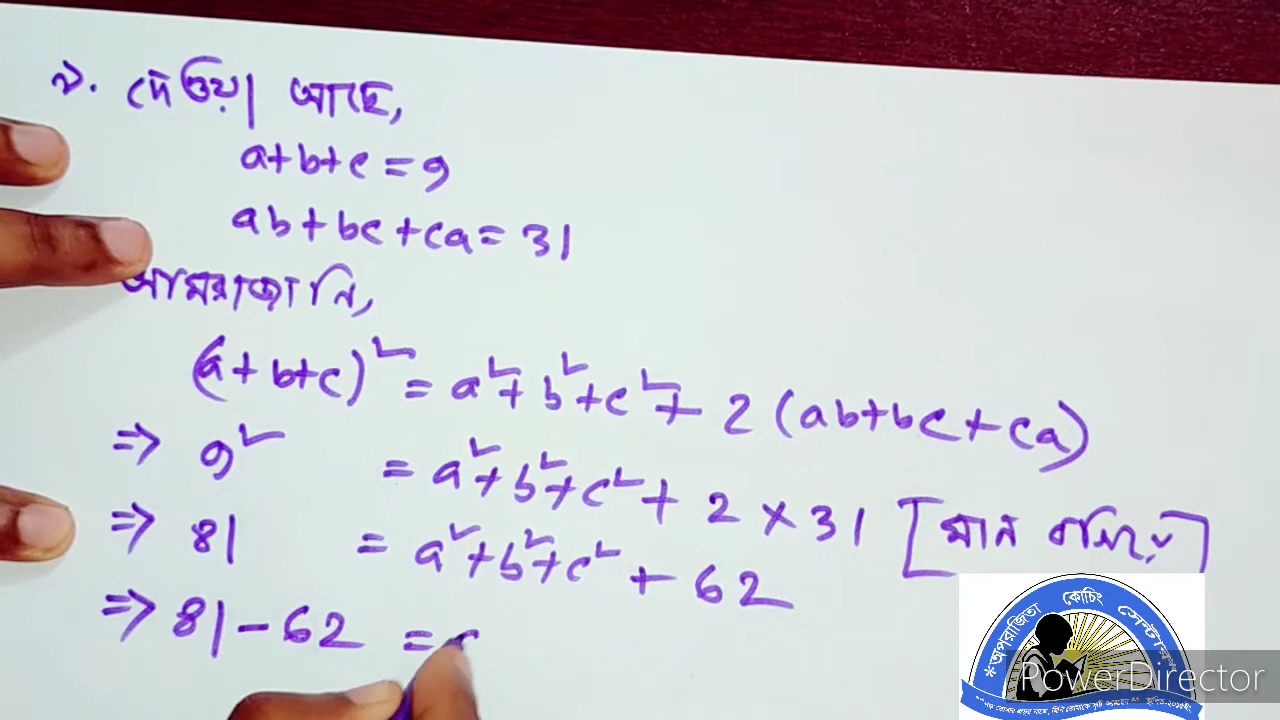 ২. দেওয়া আছে,
a+b+c = 9
ab+bc+ca = 31
আমরা জানি,
(a+b+c)² = a²+b²+c²+ 2 (ab+bc+ca)
⇒ 9² = a²+b²+c² + 2 × 31 [মান বসিয়ে]
⇒ 81 = a²+b²+c² + 62
⇒ 81 - 62 =
*অপরাজিতা কোচিং সেন্টার*
PowerDirector